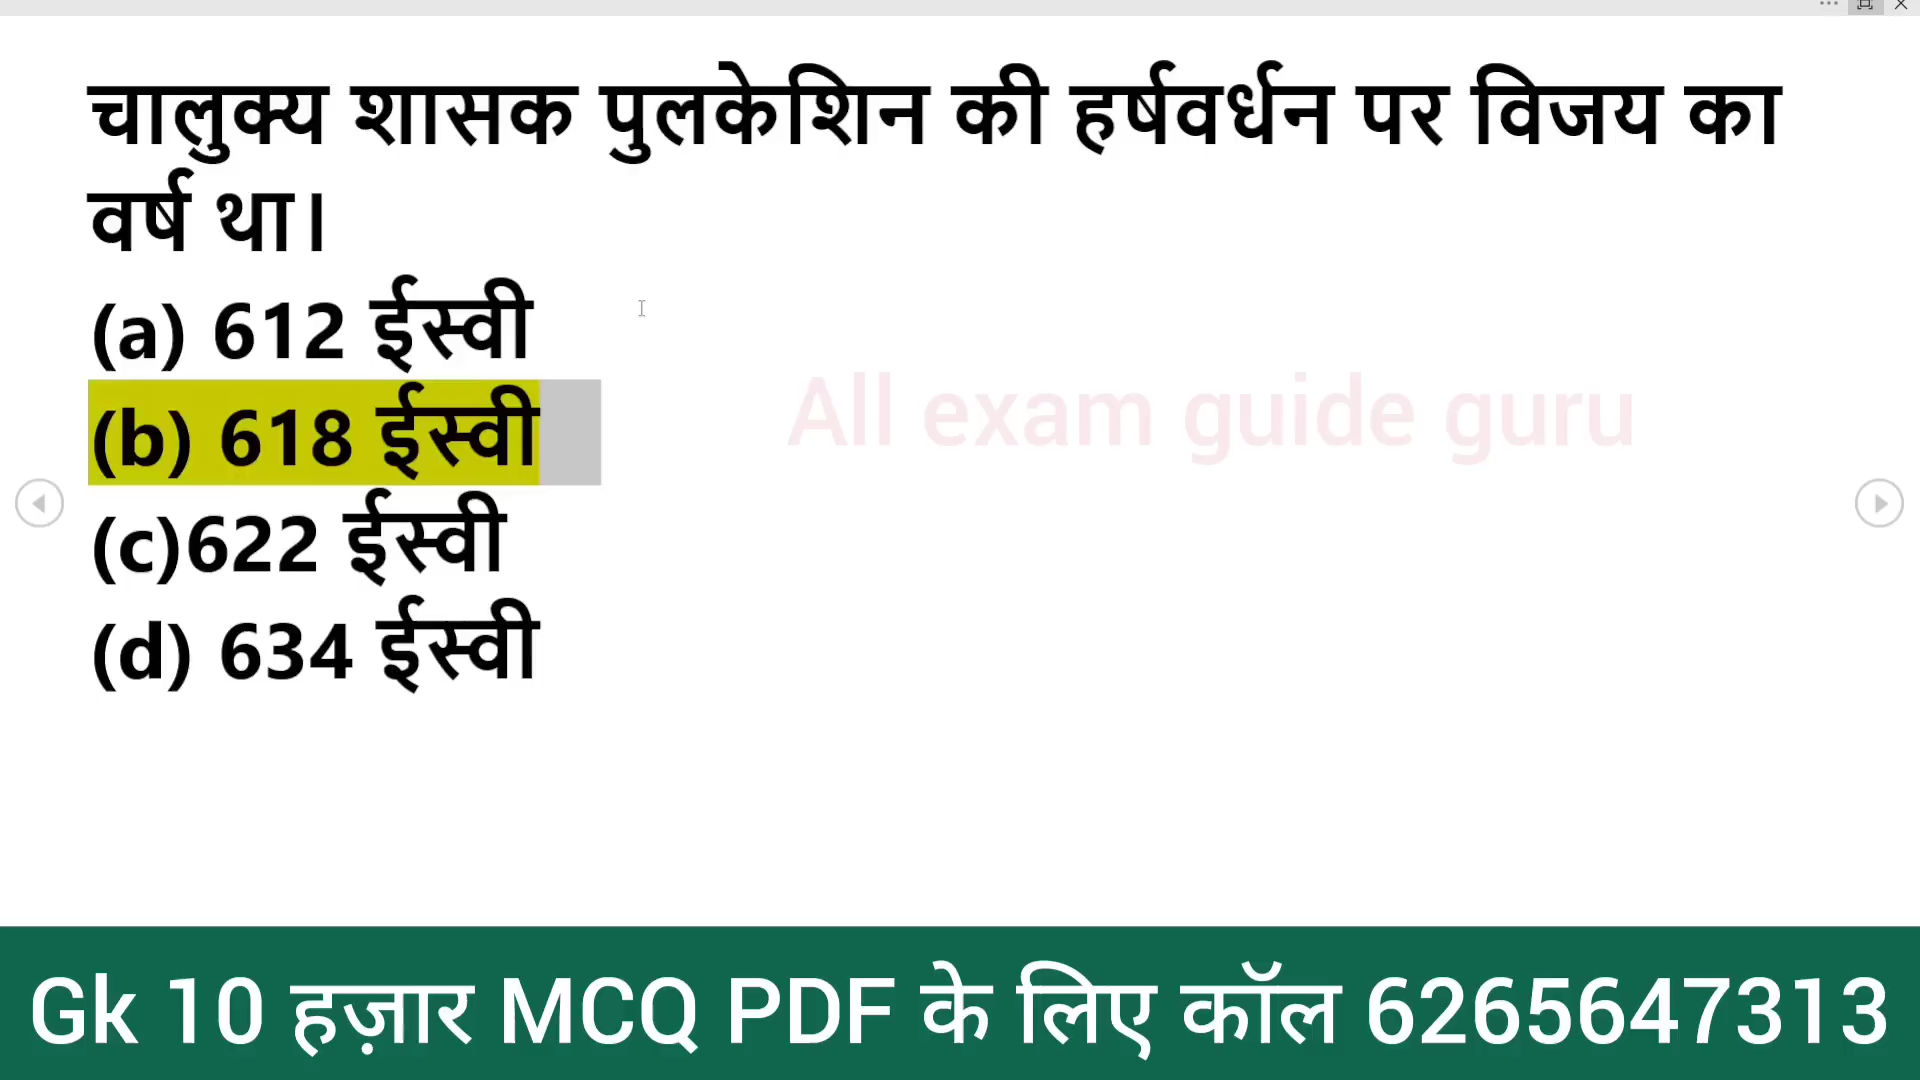 चालुक्य शासक पुलकेशिन की हर्षवर्धन पर विजय का
वर्ष था।
(a) 612 ईस्वी
(b) 618 ईस्वी
(c)622 ईस्वी
(d) 634 ईस्वी
All exam guide guru
Gk 10 हज़ार MCQ PDF के लिए कॉल 6265647313